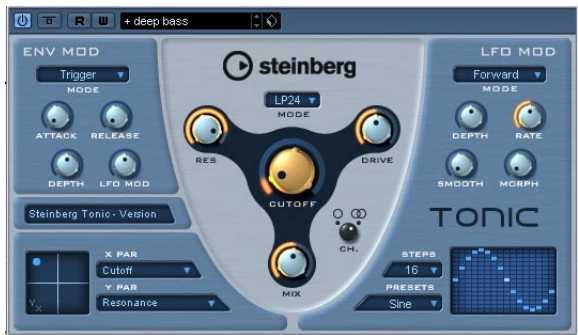 R W + deep bass
ENV MOD
Trigger
MODE
ATTACK RELEASE
DEPTH LFO MOD
Steinberg Tonic - Version
X PAR
Cutoff
Y PAR
Resonance
Y X
steinberg
LP24
MODE
RES
DRIVE
CUTOFF
CH.
MIX
LFO MOD
Forward
MODE
DEPTH RATE
SMOOTH MORPH
TONIC
STEPS
16
PRESETS
Sine